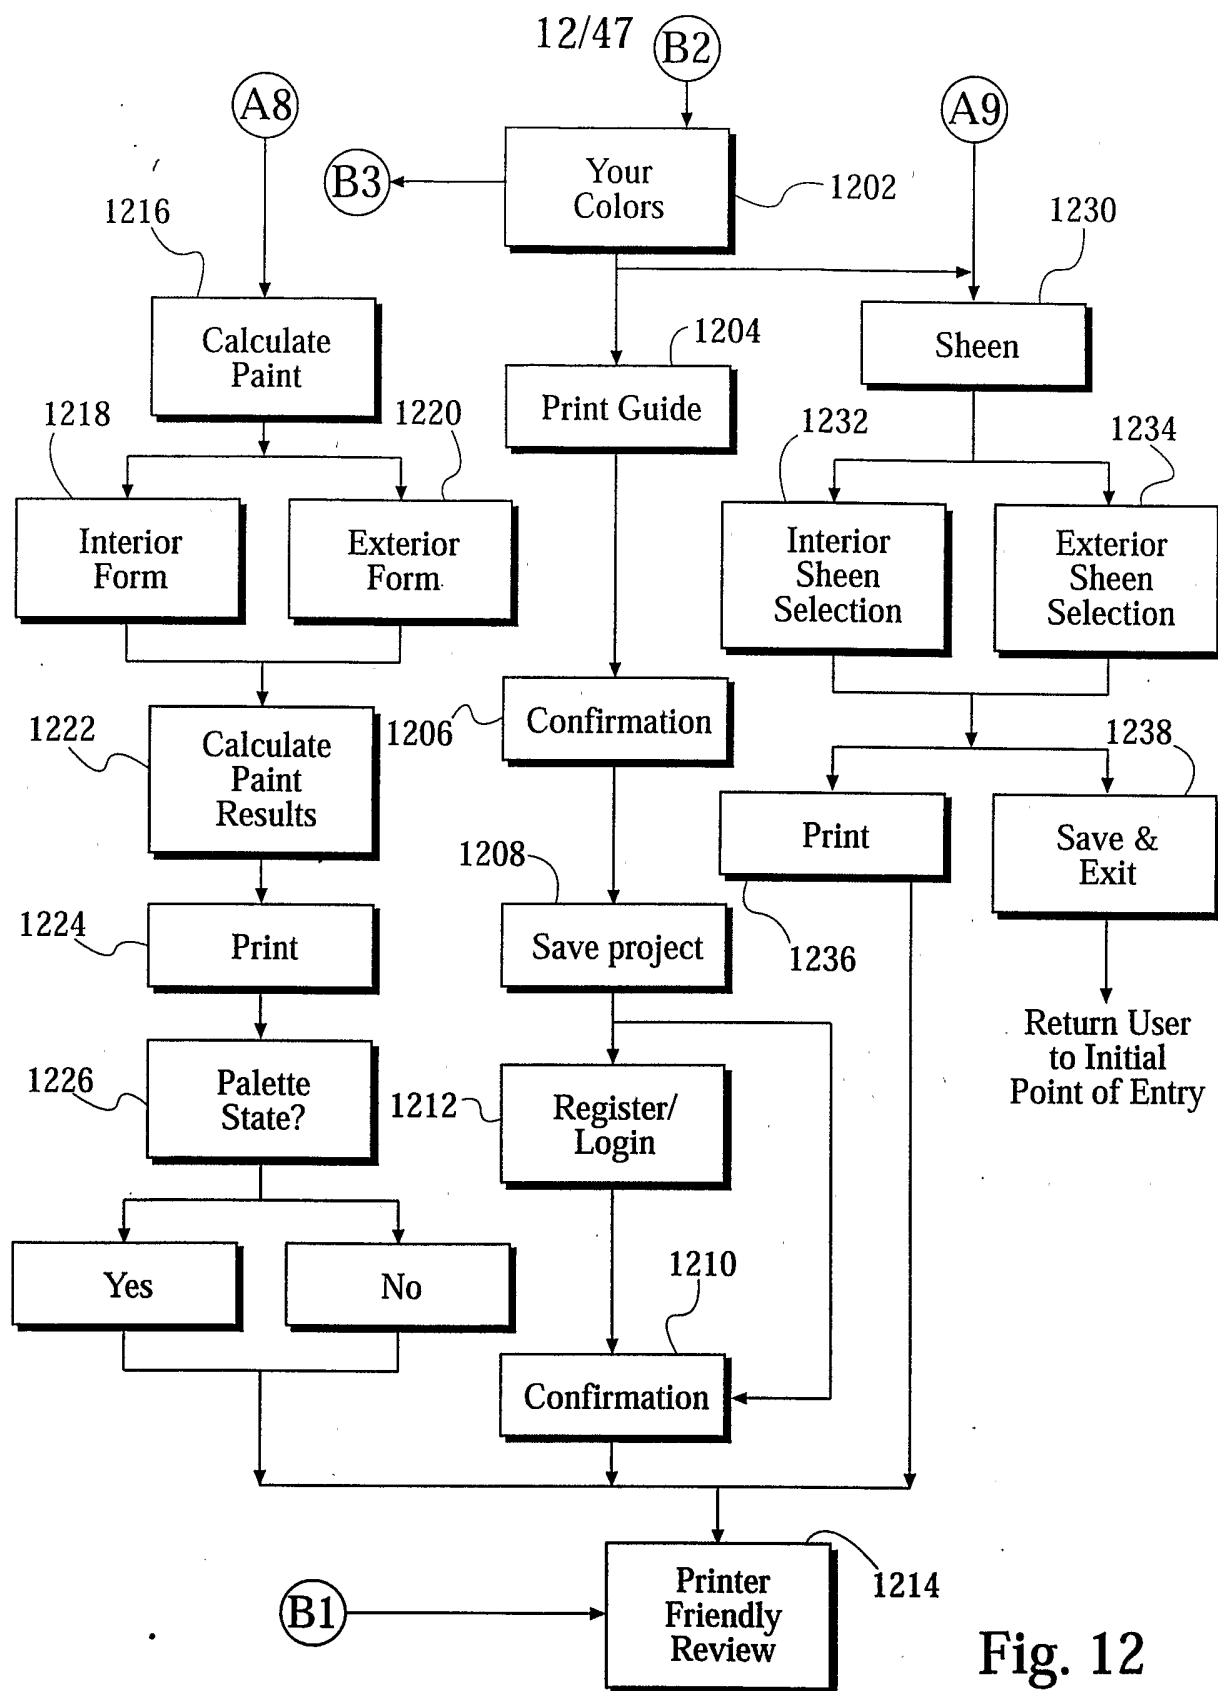 12/47
B2
A8
A9
B3
Your
Colors
1202
1216
1230
Calculate
Paint
1204
Sheen
Print Guide
1218
1220
1232
1234
Interior
Form
Exterior
Form
Interior
Sheen
Selection
Exterior
Sheen
Selection
1206
Confirmation
1222
Calculate
Paint
Results
1238
Print
Save &
Exit
1208
1224
Print
Save project
1236
Return User
to Initial
Point of Entry
1226
Palette
State?
1212
Register/
Login
Yes
No
1210
Confirmation
1214
Printer
Friendly
Review
B1
Fig. 12